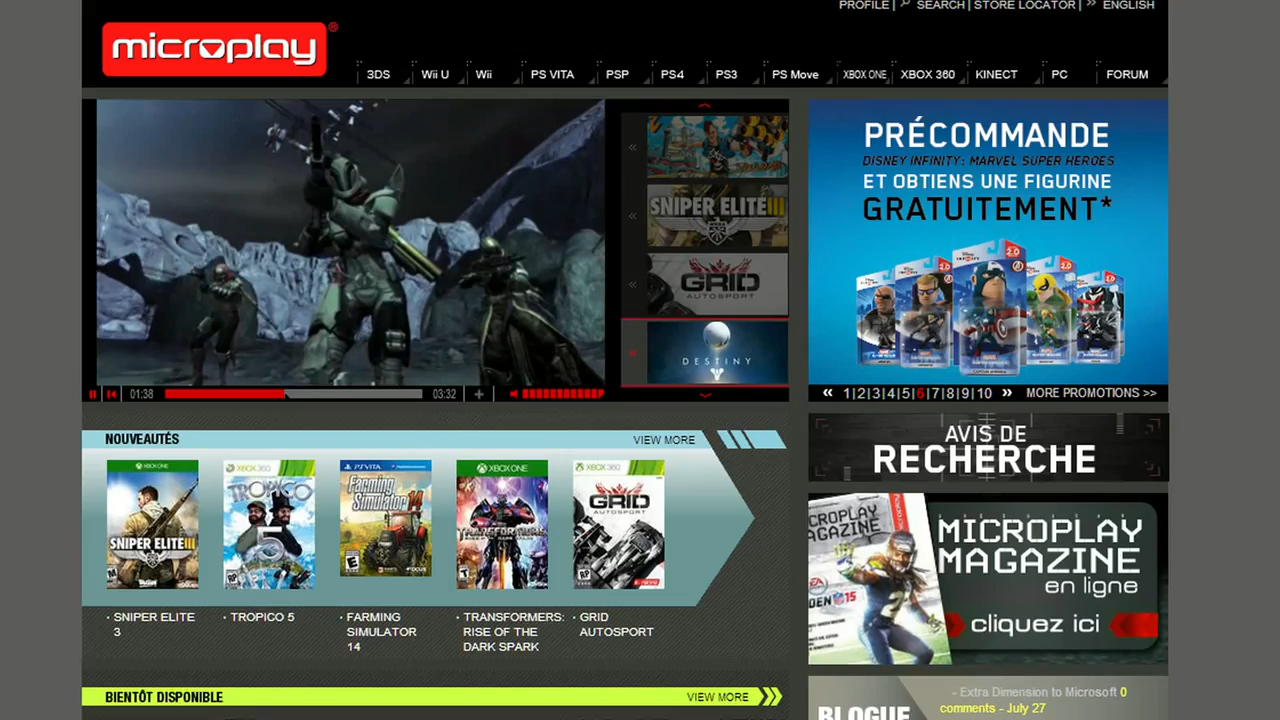 PROFILE | SEARCH | STORE LOCATOR | >> ENGLISH
microplay®
3DS Wii U Wii PS VITA PSP PS4 PS3 PS Move XBOX ONE XBOX 360 KINECT PC FORUM
SNIPER ELITE III
GRID
AUTOSPORT
DESTINY
01:38 03:32
PRÉCOMMANDE
DISNEY INFINITY: MARVEL SUPER HEROES
ET OBTIENS UNE FIGURINE
GRATUITEMENT*
« 1|2|3|4|5|6|7|8|9|10 » MORE PROMOTIONS >>
AVIS DE
RECHERCHE
NOUVEAUTÉS VIEW MORE
XBOX ONE
SNIPER ELITE III
XBOX 360
TROPICO
5
PSVITA
Farming
Simulator 14
XBOX ONE
TRANSFORMERS
XBOX 360
GRID
AUTOSPORT
· SNIPER ELITE
3
· TROPICO 5
· FARMING
SIMULATOR
14
· TRANSFORMERS:
RISE OF THE
DARK SPARK
· GRID
AUTOSPORT
MICROPLAY
MAGAZINE
MICROPLAY
MAGAZINE
en ligne
cliquez ici
BIENTÔT DISPONIBLE VIEW MORE
BLOGUE
- Extra Dimension to Microsoft 0
comments - July 27